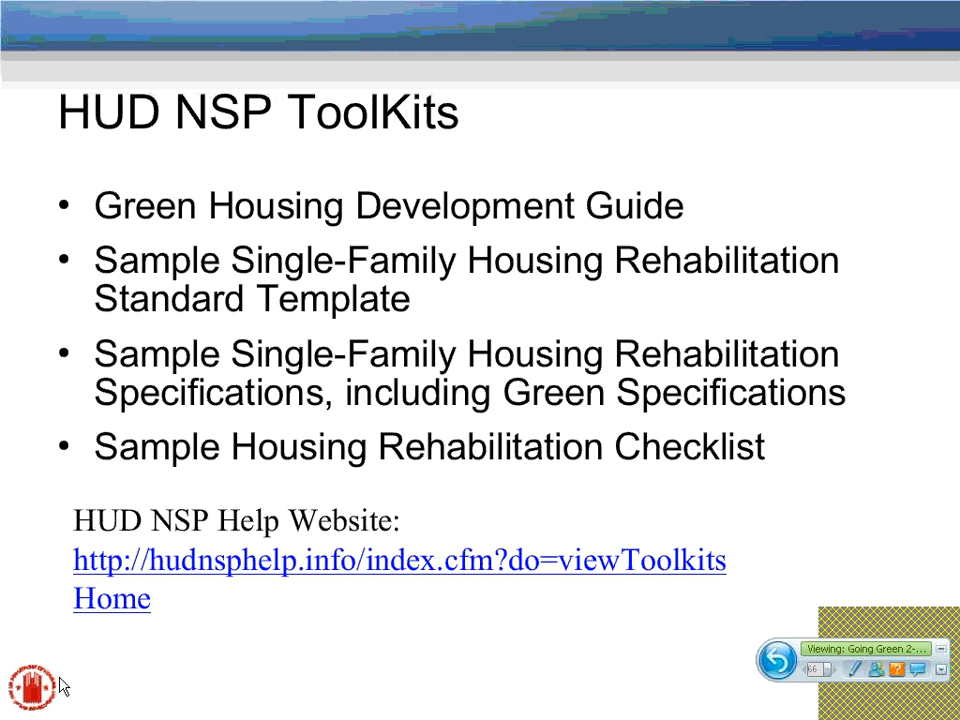 HUD NSP ToolKits
• Green Housing Development Guide
• Sample Single-Family Housing Rehabilitation
Standard Template
• Sample Single-Family Housing Rehabilitation
Specifications, including Green Specifications
• Sample Housing Rehabilitation Checklist
HUD NSP Help Website:
http://hudnsphelp.info/index.cfm?do=viewToolkits
Home
Viewing: Going Green 2-...
66